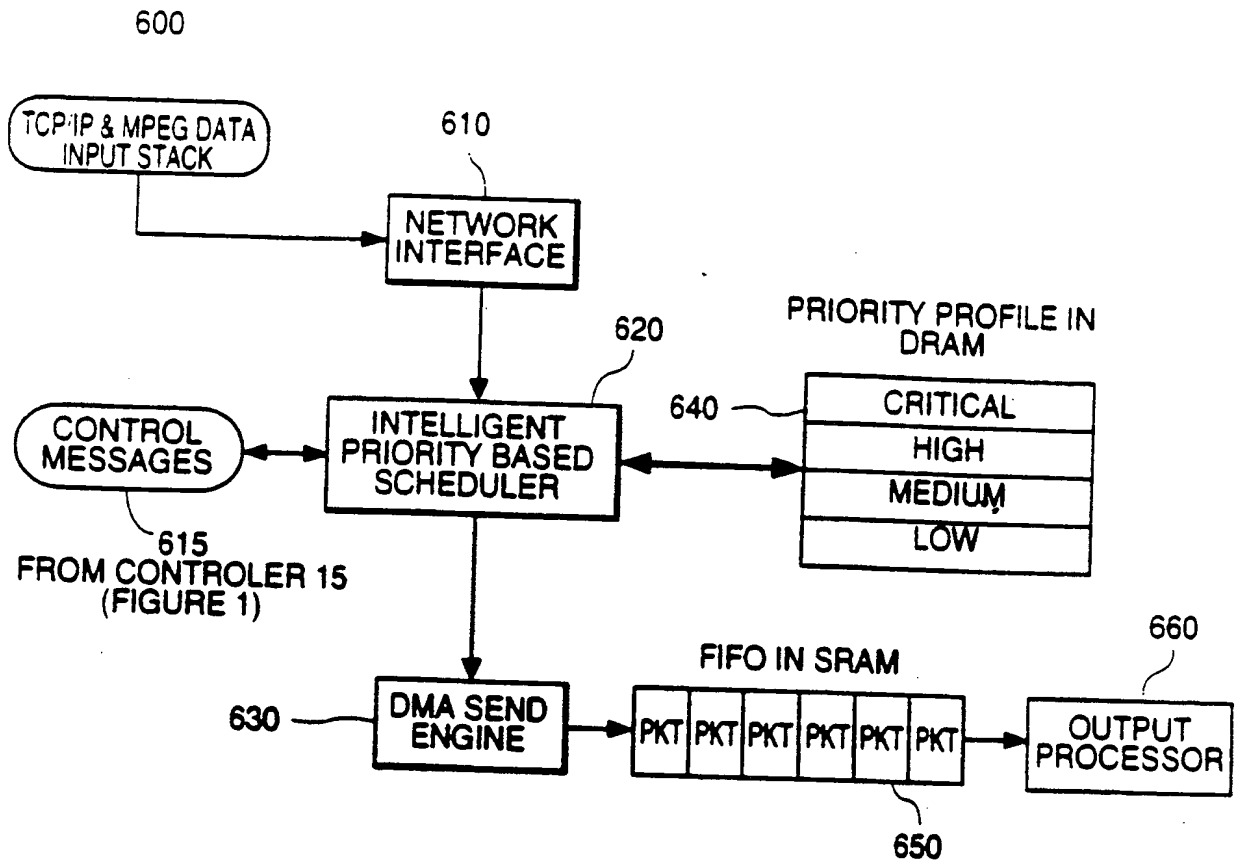 600
TCP/IP & MPEG DATA
INPUT STACK
610
NETWORK
INTERFACE
620
PRIORITY PROFILE IN
DRAM
640
CRITICAL
HIGH
MEDIUM
LOW
CONTROL
MESSAGES
INTELLIGENT
PRIORITY BASED
SCHEDULER
615
FROM CONTROLER 15
(FIGURE 1)
630
DMA SEND
ENGINE
FIFO IN SRAM
PKT PKT PKT PKT PKT PKT
650
660
OUTPUT
PROCESSOR